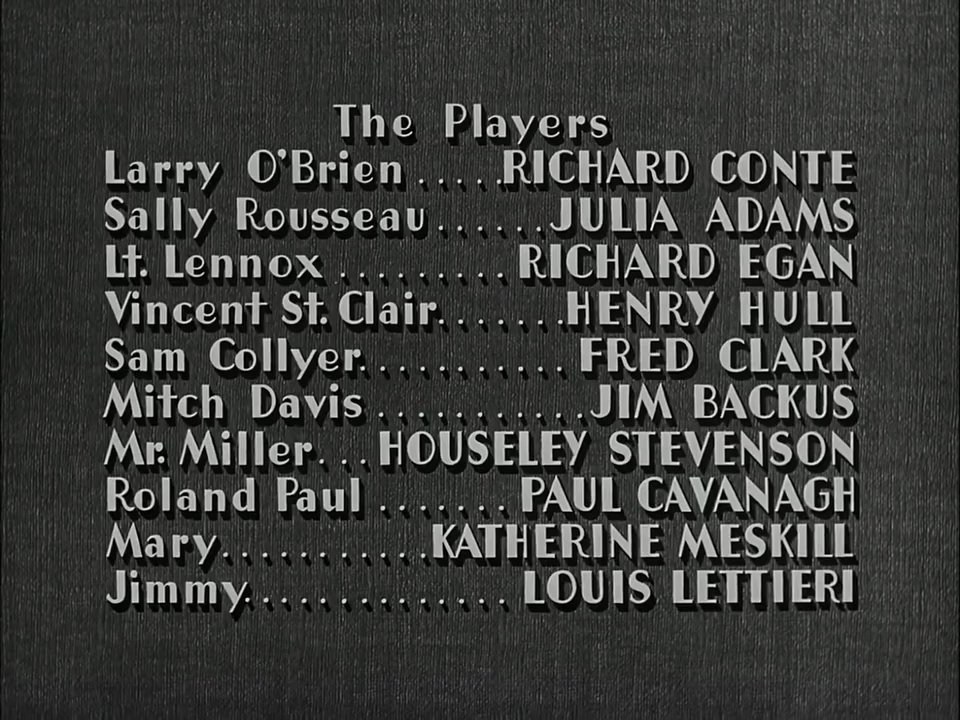 The Players
Larry O'Brien .....RICHARD CONTE
Sally Rousseau......JULIA ADAMS
Lt. Lennox .........RICHARD EGAN
Vincent St. Clair.......HENRY HULL
Sam Collyer...........FRED CLARK
Mitch Davis ...........JIM BACKUS
Mr. Miller...HOUSELEY STEVENSON
Roland Paul .......PAUL CAVANAGH
Mary...........KATHERINE MESKILL
Jimmy..............LOUIS LETTIERI